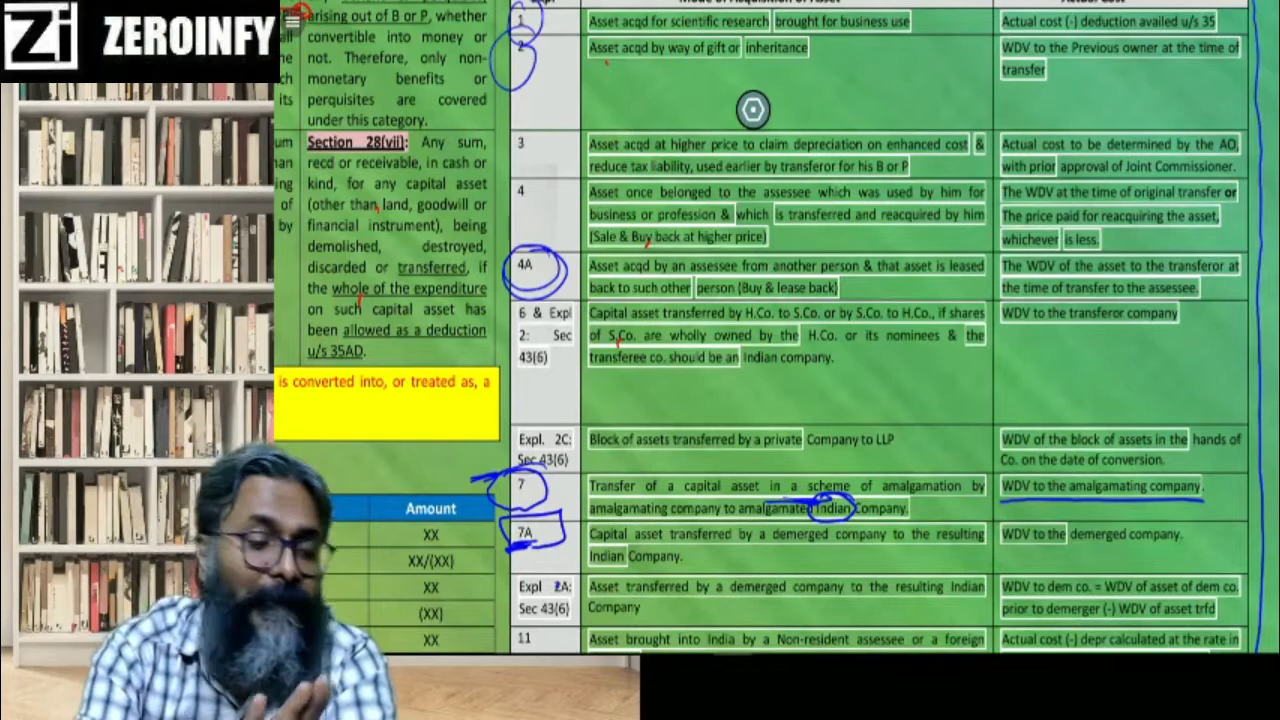 ZEROINFY
arising out of B or P, whether
convertible into money or
not. Therefore, only non-
monetary benefits or
perquisites are covered
under this category.
Section 28(vii): Any sum,
recd or receivable, in cash or
kind, for any capital asset
(other than land, goodwill or
financial instrument), being
demolished, destroyed,
discarded or transferred, if
the whole of the expenditure
on such capital asset has
been allowed as a deduction
u/s 35AD.
is converted into, or treated as, a
Amount
XX
XX/(XX)
XX
(XX)
XX
Mode of Acquisition of Asset
Actual Cost
1
Asset acqd for scientific research brought for business use
Actual cost (-) deduction availed u/s 35
2
Asset acqd by way of gift or inheritance
WDV to the Previous owner at the time of
transfer
3
Asset acqd at higher price to claim depreciation on enhanced cost &
reduce tax liability, used earlier by transferor for his B or P
Actual cost to be determined by the AO,
with prior approval of Joint Commissioner.
4
Asset once belonged to the assessee which was used by him for
business or profession & which is transferred and reacquired by him
(Sale & Buy back at higher price)
The WDV at the time of original transfer or
The price paid for reacquiring the asset,
whichever is less.
4A
Asset acqd by an assessee from another person & that asset is leased
back to such other person (Buy & lease back)
The WDV of the asset to the transferor at
the time of transfer to the assessee.
6 & Expl
2: Sec
43(6)
Capital asset transferred by H.Co. to S.Co. or by S.Co. to H.Co., if shares
of S.Co. are wholly owned by the H.Co. or its nominees & the
transferee co. should be an Indian company.
WDV to the transferor company
Expl. 2C:
Sec 43(6)
Block of assets transferred by a private Company to LLP
WDV of the block of assets in the hands of
Co. on the date of conversion.
7
Transfer of a capital asset in a scheme of amalgamation by
amalgamating company to amalgamated Indian Company.
WDV to the amalgamating company.
7A
Capital asset transferred by a demerged company to the resulting
Indian Company.
WDV to the demerged company.
Expl 2A:
Sec 43(6)
Asset transferred by a demerged company to the resulting Indian
Company
WDV to dem co. = WDV of asset of dem co.
prior to demerger (-) WDV of asset trfd
11
Asset brought into India by a Non-resident assessee or a foreign
Actual cost (-) depr calculated at the rate in